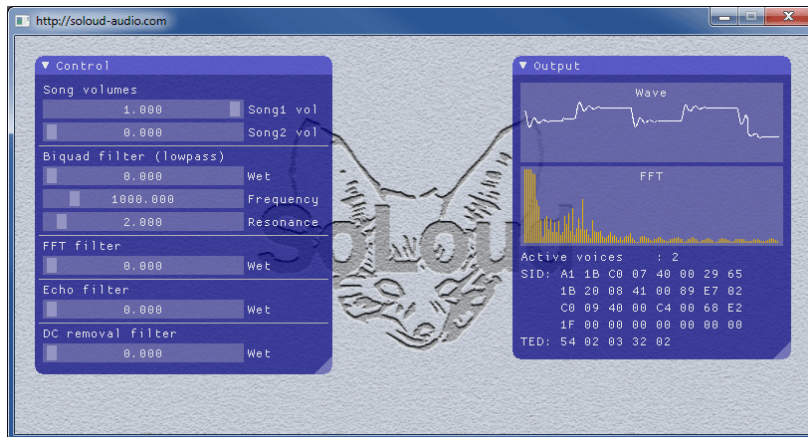 http://soloud-audio.com
Control
Song volumes
1.000 Song1 vol
0.000 Song2 vol
Biquad filter (lowpass)
0.000 Wet
1000.000 Frequency
2.000 Resonance
FFT filter
0.000 Wet
Echo filter
0.000 Wet
DC removal filter
0.000 Wet
SoLoud
Output
Wave
FFT
Active voices : 2
SID: A1 1B C0 07 40 00 29 65
1B 20 08 41 00 89 E7 02
C0 09 40 00 C4 00 68 E2
1F 00 00 00 00 00 00 00
TED: 54 02 03 32 02